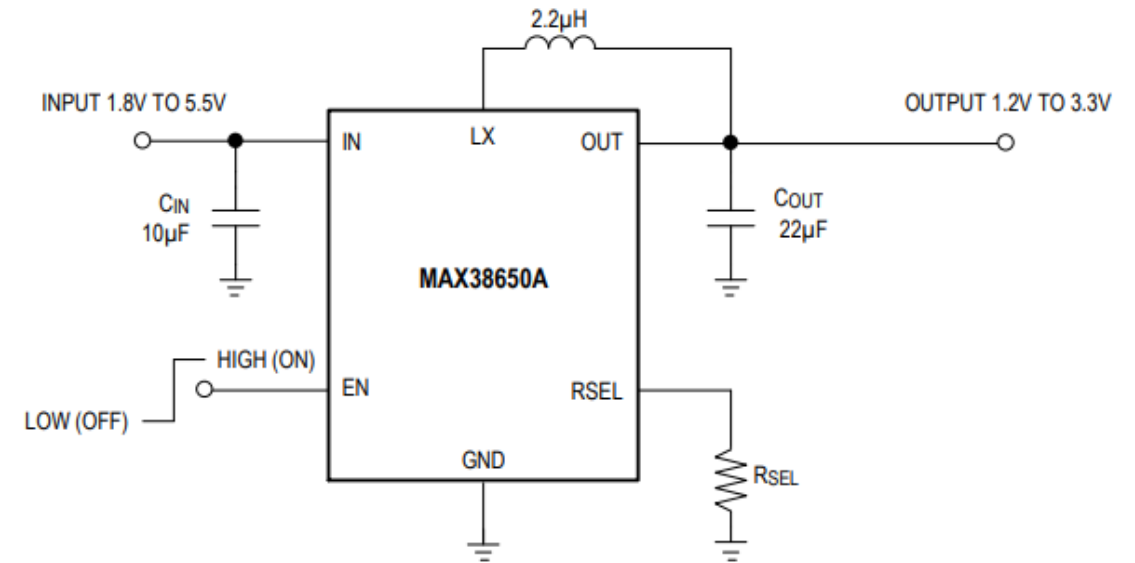 2.2µH
INPUT 1.8V TO 5.5V
OUTPUT 1.2V TO 3.3V
IN
LX
OUT
CIN
10µF
COUT
22µF
MAX38650A
HIGH (ON)
LOW (OFF)
EN
RSEL
GND
RSEL